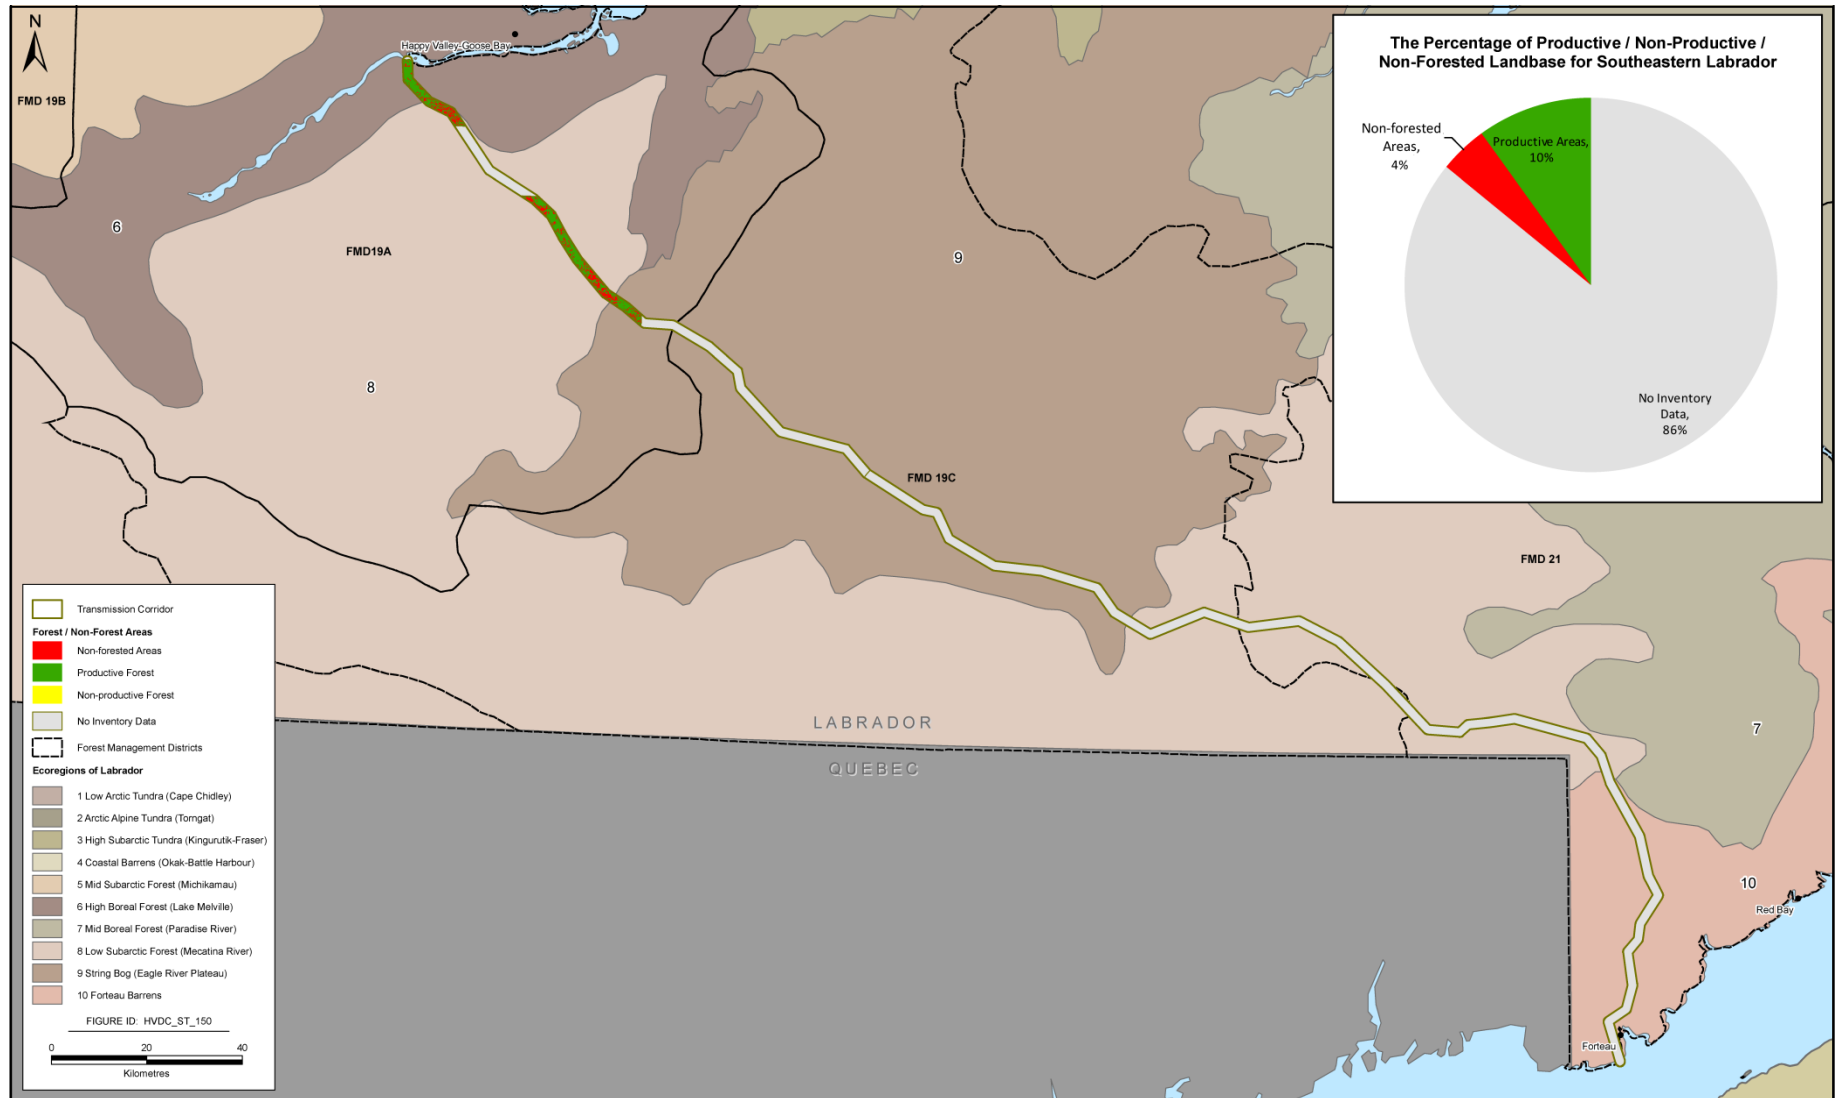 N
Happy Valley-Goose Bay
FMD 19B
6
FMD19A
9
8
FMD 19C
FMD 21
7
LABRADOR
QUEBEC
10
Red Bay
Forteau
The Percentage of Productive / Non-Productive /
Non-Forested Landbase for Southeastern Labrador
Non-forested
Areas,
4%
Productive Areas,
10%
No Inventory
Data,
86%
Transmission Corridor
Forest / Non-Forest Areas
Non-forested Areas
Productive Forest
Non-productive Forest
No Inventory Data
Forest Management Districts
Ecoregions of Labrador
1 Low Arctic Tundra (Cape Chidley)
2 Arctic Alpine Tundra (Torngat)
3 High Subarctic Tundra (Kingurutik-Fraser)
4 Coastal Barrens (Okak-Battle Harbour)
5 Mid Subarctic Forest (Michikamau)
6 High Boreal Forest (Lake Melville)
7 Mid Boreal Forest (Paradise River)
8 Low Subarctic Forest (Mecatina River)
9 String Bog (Eagle River Plateau)
10 Forteau Barrens
FIGURE ID: HVDC_ST_150
0 20 40
Kilometres